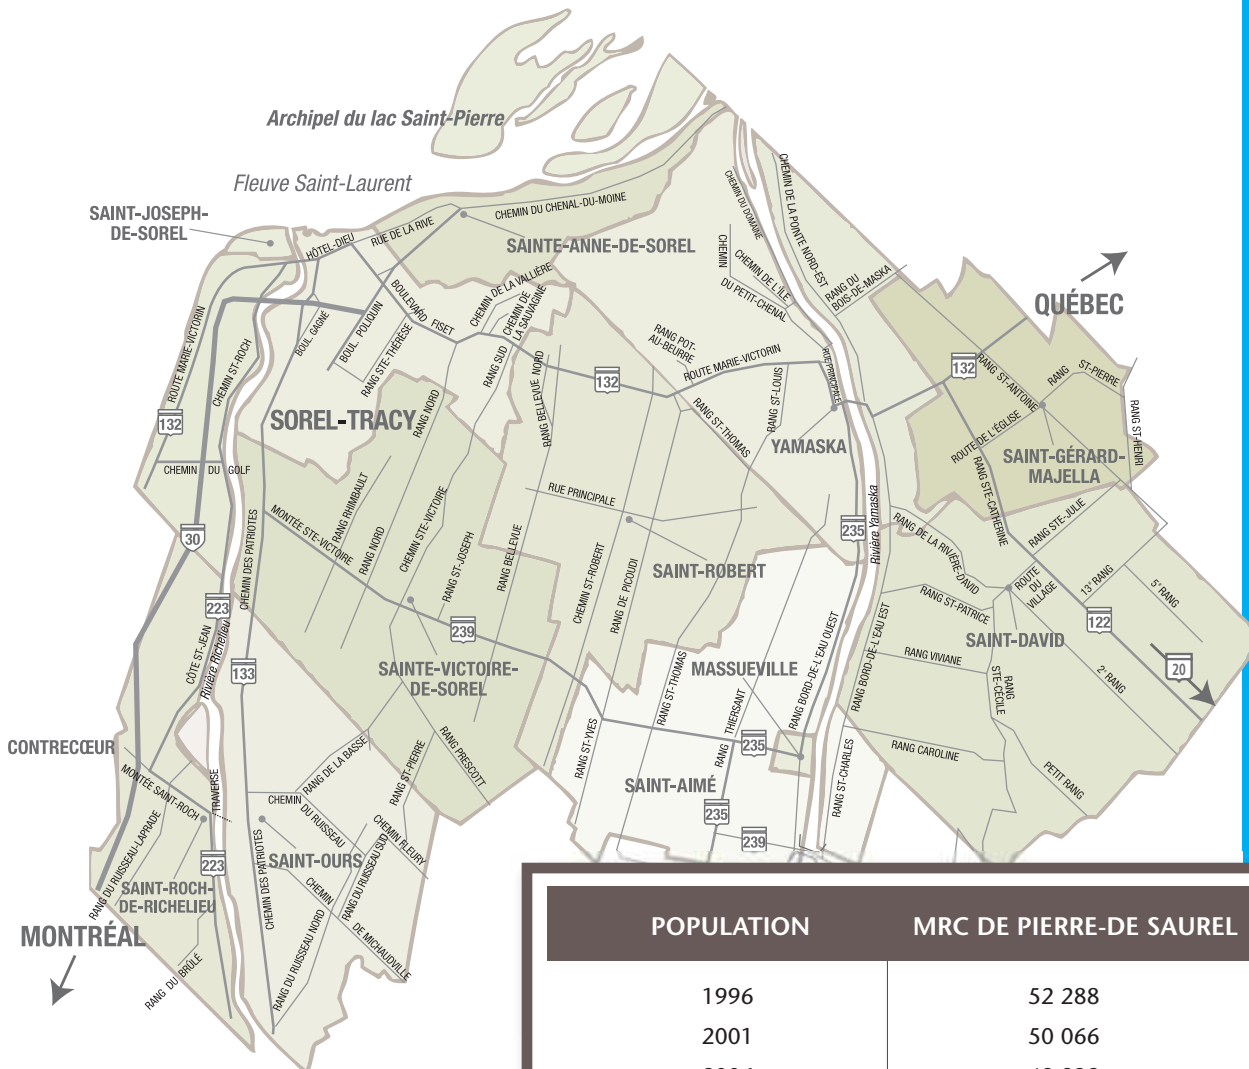 Archipel du lac Saint-Pierre
Fleuve Saint-Laurent
SAINT-JOSEPH-
DE-SOREL
HÔTEL-DIEU
RUE DE LA RIVE
CHEMIN DU CHENAL-DU-MOINE
SAINTE-ANNE-DE-SOREL
CHEMIN DU DOMAINE
CHEMIN DE LA POINTE NORD-EST
CHEMIN
DU PETIT-CHENAL
CHEMIN DE L'ÎLE
RANG DU
BOIS-DE-MASKA
QUÉBEC
ROUTE MARIE-VICTORIN
CHEMIN ST-ROCH
BOUL. GAGNÉ
BOUL. POLIQUIN
RANG STE-THÉRÈSE
BOULEVARD
FISET
CHEMIN DE LA VALLIÈRE
CHEMIN DE
LA SAUVAGINE
RANG SUD
RANG NORD
RANG BELLEVUE NORD
132
RANG POT-
AU-BEURRE
ROUTE MARIE-VICTORIN
RUE PRINCIPALE
132
RANG ST-ANTOINE
RANG
ST-PIERRE
RANG ST-HENRI
132
SOREL-TRACY
RANG ST-LOUIS
RANG ST-THOMAS
YAMASKA
ROUTE DE L'ÉGLISE
SAINT-GÉRARD-
MAJELLA
CHEMIN DU GOLF
RANG STE-CATHERINE
30
MONTÉE STE-VICTOIRE
RANG RHIMBAULT
RANG NORD
CHEMIN STE-VICTOIRE
RANG ST-JOSEPH
RANG BELLEVUE
RUE PRINCIPALE
SAINT-ROBERT
CHEMIN ST-ROBERT
RANG DE PICOUDI
235
Rivière Yamaska
RANG DE LA RIVIÈRE-DAVID
RANG STE-JULIE
CHEMIN DES PATRIOTES
223
239
RANG ST-PATRICE
ROUTE
DU
VILLAGE
13e RANG
5e RANG
122
SAINT-DAVID
CÔTE ST-JEAN
Rivière Richelieu
133
SAINTE-VICTOIRE-
DE-SOREL
MASSUEVILLE
RANG ST-THOMAS
RANG BORD-DE-L'EAU OUEST
RANG BORD-DE-L'EAU EST
RANG VIVIANE
RANG
STE-CÉCILE
2e RANG
20
CONTRECŒUR
MONTÉE SAINT-ROCH
TRAVERSE
RANG DE LA BASSE
RANG ST-PIERRE
RANG PRESCOTT
RANG ST-YVES
RANG THIERSANT
235
RANG CAROLINE
PETIT RANG
SAINT-AIMÉ
RANG ST-CHARLES
CHEMIN
DU RUISSEAU
CHEMIN FLEURY
235
239
RANG DU RUISSEAU-LAPRADE
223
CHEMIN DES PATRIOTES
SAINT-OURS
RANG DU RUISSEAU SUD
SAINT-ROCH-
DE-RICHELIEU
CHEMIN
DE MICHAUDVILLE
RANG DU RUISSEAU NORD
MONTRÉAL
RANG DU BRÛLÉ
POPULATION MRC DE PIERRE-DE SAUREL
1996 52 288
2001 50 066